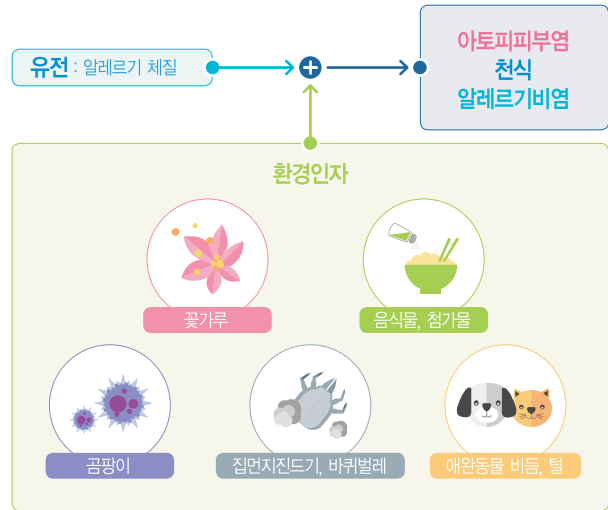 유전 : 알레르기 체질
아토피피부염
천식
알레르기비염
환경인자
꽃가루
음식물, 첨가물
곰팡이
집먼지진드기, 바퀴벌레
애완동물 비듬, 털